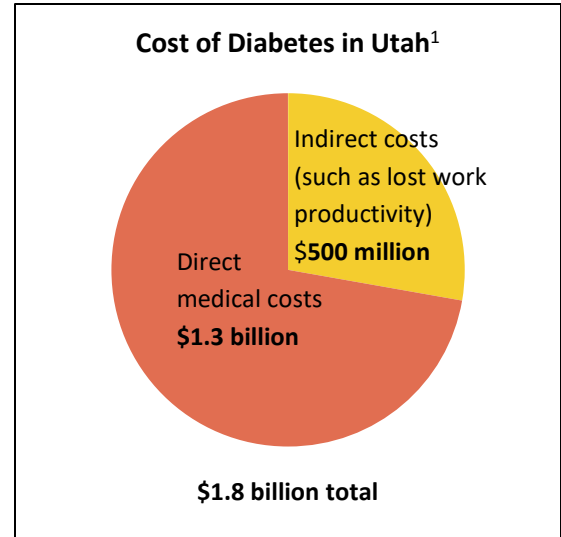 Cost of Diabetes in Utah¹
Indirect costs
(such as lost work
productivity)
$500 million
Direct
medical costs
$1.3 billion
$1.8 billion total